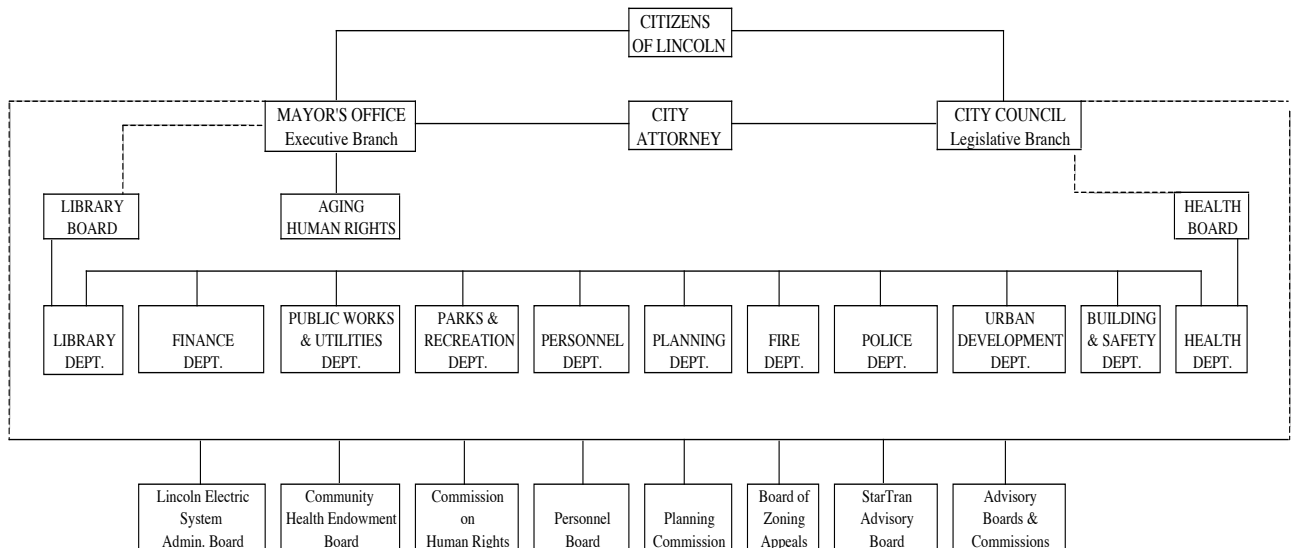 CITIZENS
OF LINCOLN
MAYOR'S OFFICE
Executive Branch
CITY
ATTORNEY
CITY COUNCIL
Legislative Branch
LIBRARY
BOARD
AGING
HUMAN RIGHTS
HEALTH
BOARD
LIBRARY
DEPT.
FINANCE
DEPT.
PUBLIC WORKS
& UTILITIES
DEPT.
PARKS &
RECREATION
DEPT.
PERSONNEL
DEPT.
PLANNING
DEPT.
FIRE
DEPT.
POLICE
DEPT.
URBAN
DEVELOPMENT
DEPT.
BUILDING
& SAFETY
DEPT.
HEALTH
DEPT.
Lincoln Electric
System
Admin. Board
Community
Health Endowment
Board
Commission
on
Human Rights
Personnel
Board
Planning
Commission
Board of
Zoning
Appeals
StarTran
Advisory
Board
Advisory
Boards &
Commissions